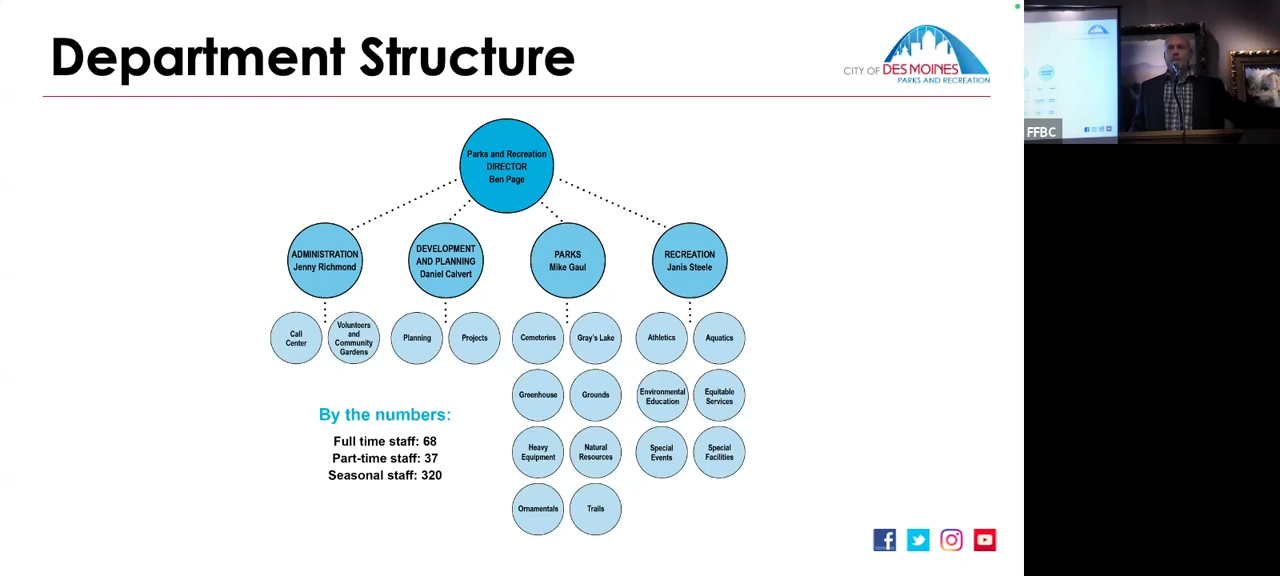 Department Structure
CITY OF DES MOINES
PARKS AND RECREATION
FFBC
Parks and Recreation
DIRECTOR
Ben Page
ADMINISTRATION
Jenny Richmond
DEVELOPMENT
AND PLANNING
Daniel Calvert
PARKS
Mike Gaul
RECREATION
Janis Steele
Call
Center
Volunteers
and
Community
Gardens
Planning
Projects
Cemeteries
Gray's Lake
Athletics
Aquatics
Greenhouse
Grounds
Environmental
Education
Equitable
Services
Heavy
Equipment
Natural
Resources
Special
Events
Special
Facilities
Ornamentals
Trails
By the numbers:
Full time staff: 68
Part-time staff: 37
Seasonal staff: 320